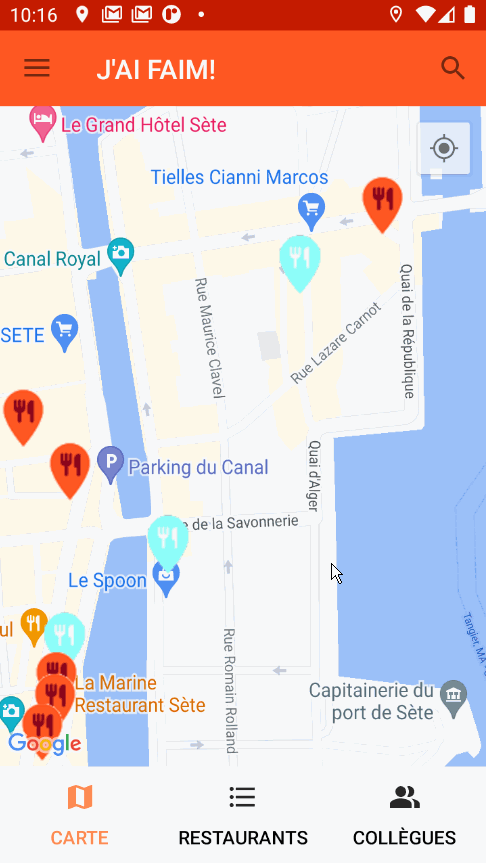 10:16
J'AI FAIM!
Le Grand Hôtel Sète
Tielles Cianni Marcos
Canal Royal
Quai de la République
Rue Maurice Clavel
SETE
Rue Lazare Carnot
P
Parking du Canal
Quai d'Alger
de la Savonnerie
Le Spoon
Tangier, MA
ul
Rue Romain Rolland
La Marine
Restaurant Sète
Capitainerie du
port de Sète
Google
CARTE
RESTAURANTS
COLLÈGUES